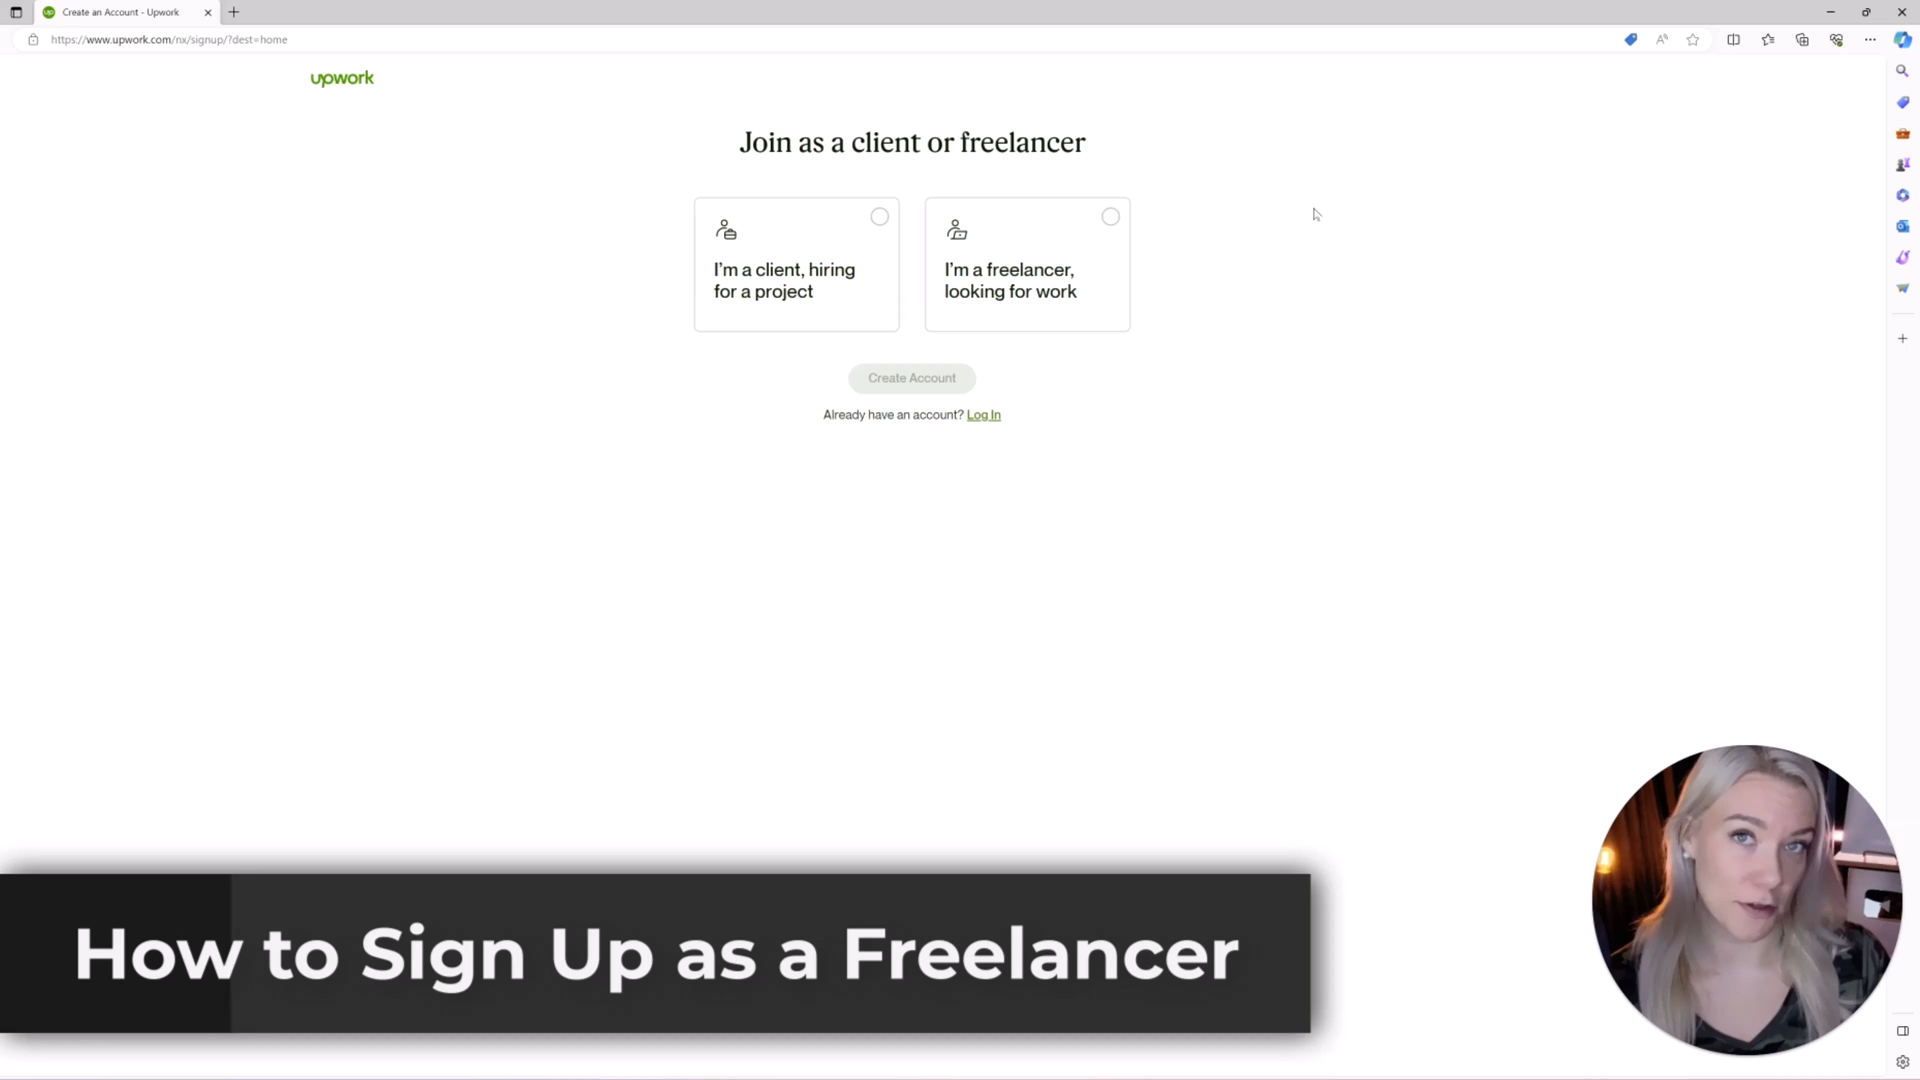 Create an Account - Upwork
https://www.upwork.com/nx/signup/?dest=home
upwork
Join as a client or freelancer
I'm a client, hiring
for a project
I'm a freelancer,
looking for work
Create Account
Already have an account? Log In
How to Sign Up as a Freelancer